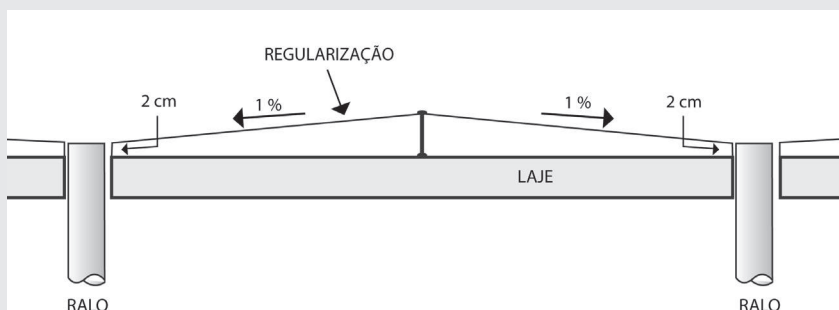 REGULARIZAÇÃO
2 cm
1 %
1 %
2 cm
LAJE
RALO
RALO